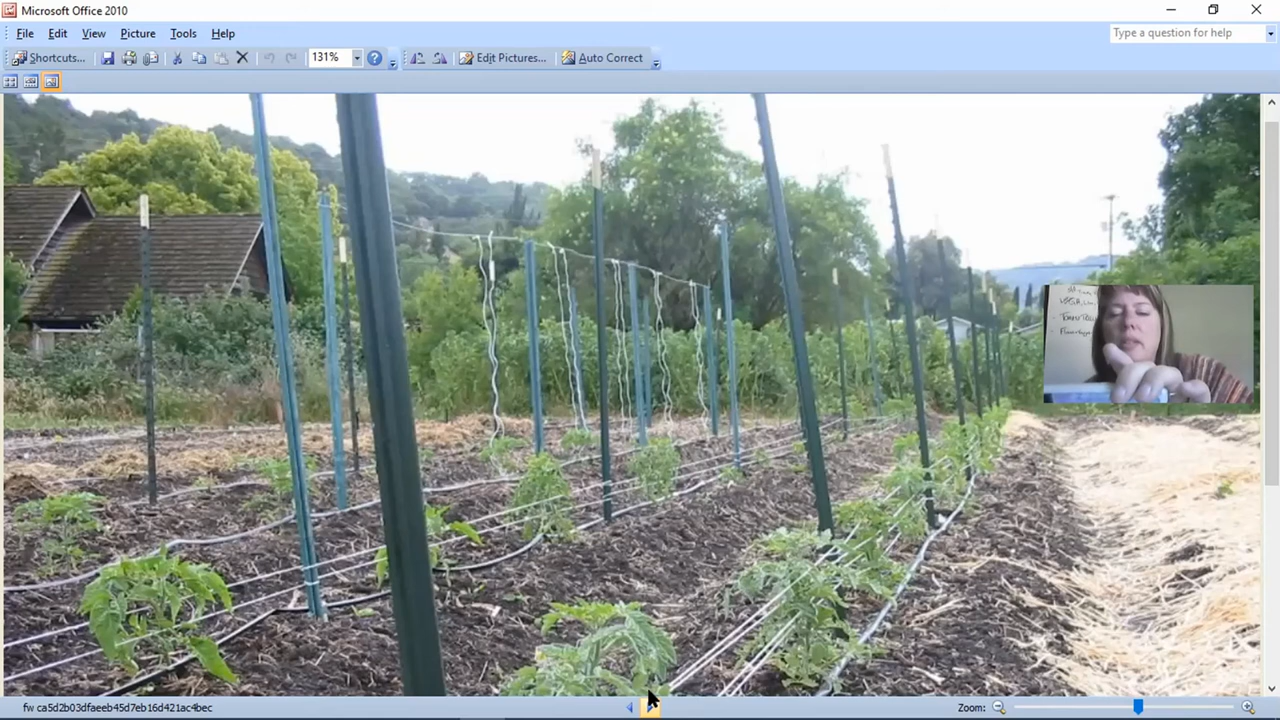 Microsoft Office 2010
File Edit View Picture Tools Help
Type a question for help
Shortcuts... 131% Edit Pictures... Auto Correct
fw ca5d2b03dfaeeb45d7eb16d421ac4bec
Zoom: